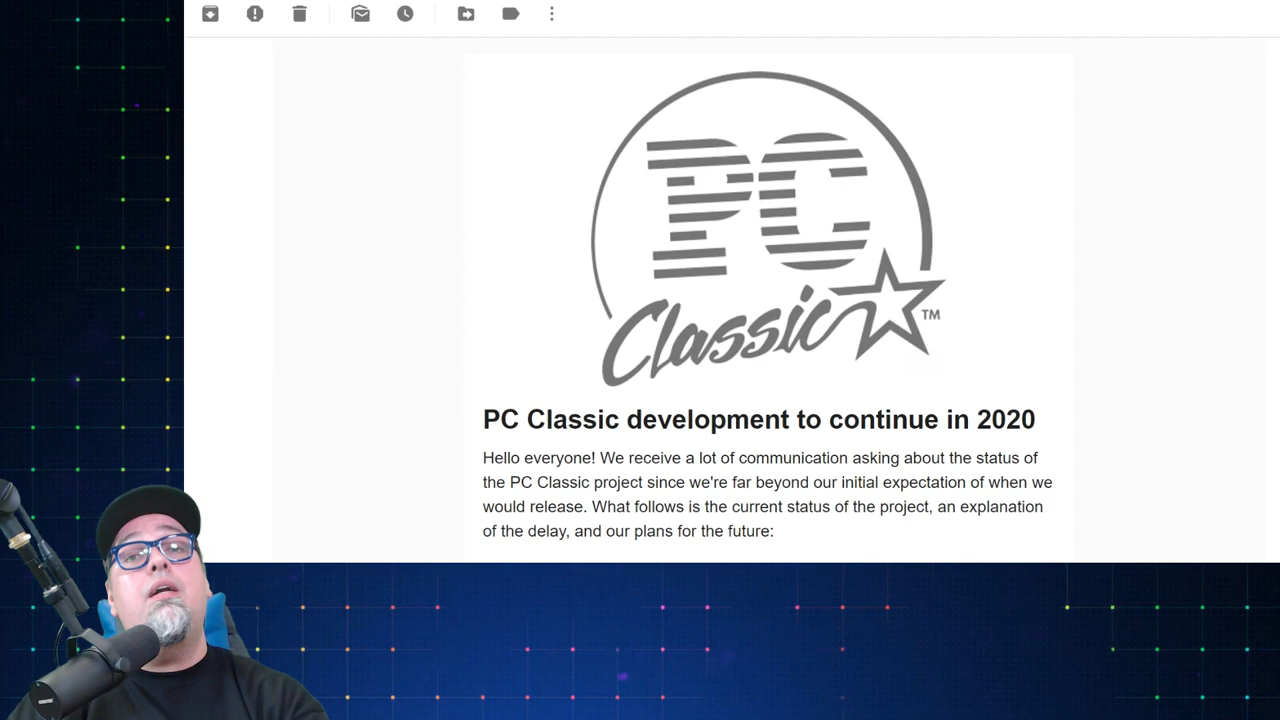 PC
Classic TM
PC Classic development to continue in 2020
Hello everyone! We receive a lot of communication asking about the status of
the PC Classic project since we're far beyond our initial expectation of when we
would release. What follows is the current status of the project, an explanation
of the delay, and our plans for the future: